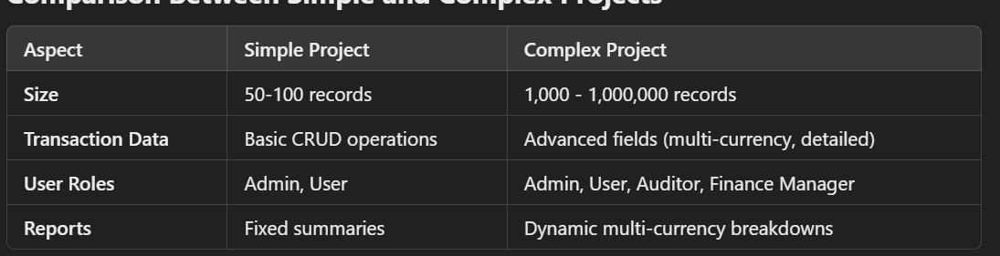 Comparison Between Simple and Complex Projects
Aspect Simple Project Complex Project
Size 50-100 records 1,000 - 1,000,000 records
Transaction Data Basic CRUD operations Advanced fields (multi-currency, detailed)
User Roles Admin, User Admin, User, Auditor, Finance Manager
Reports Fixed summaries Dynamic multi-currency breakdowns